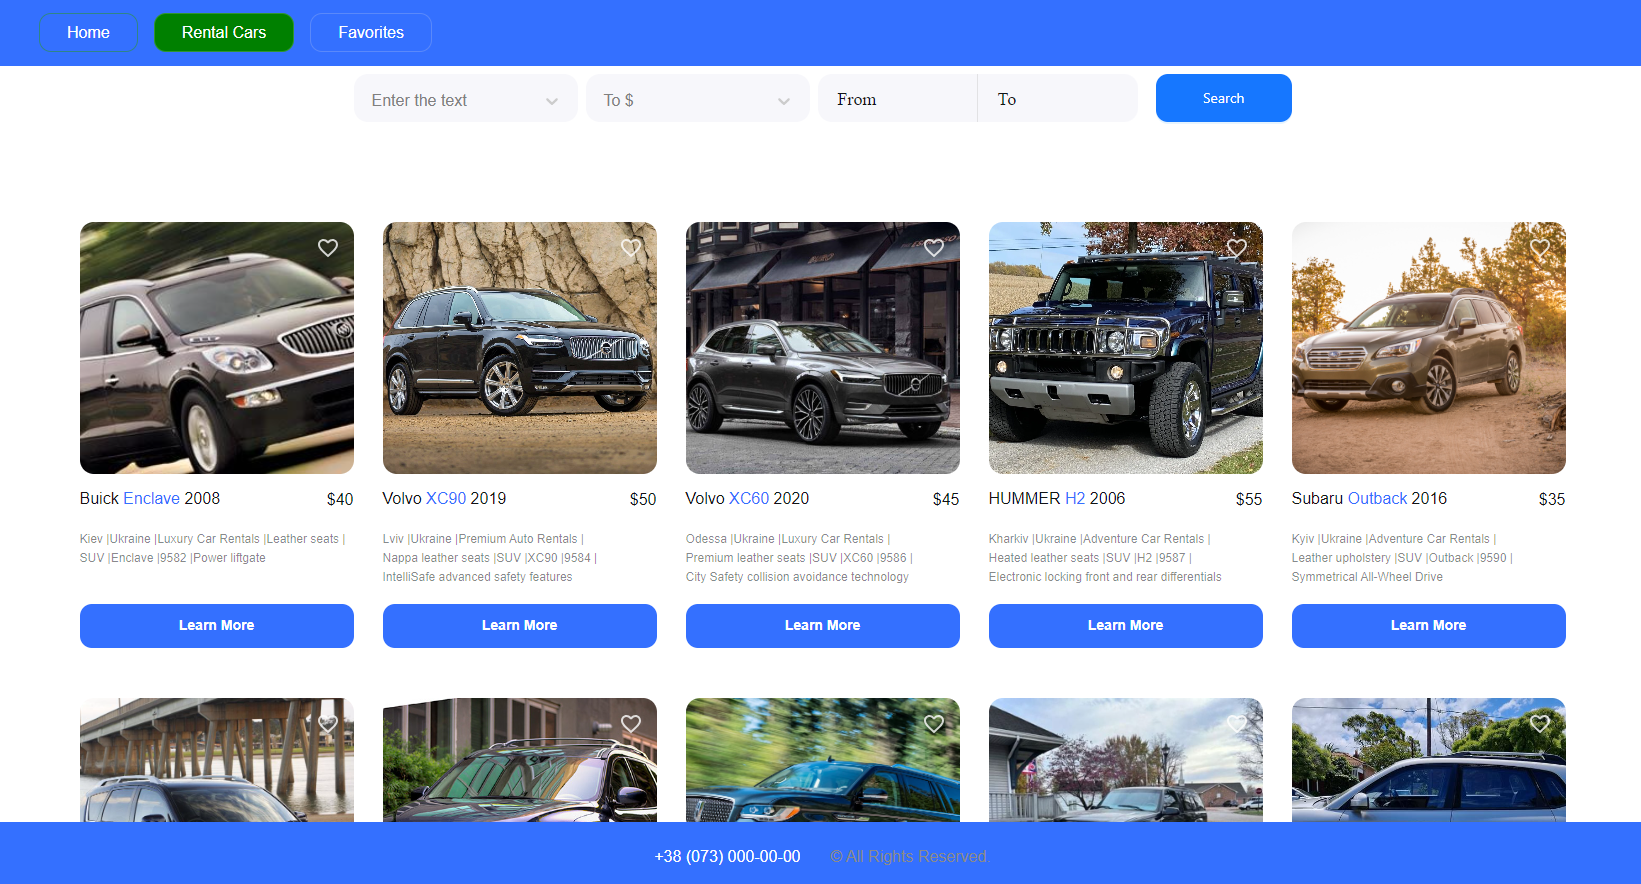 Home
Rental Cars
Favorites
Enter the text
To $
From
To
Search
Buick Enclave 2008
$40
Kiev |Ukraine |Luxury Car Rentals |Leather seats |
SUV |Enclave |9582 |Power liftgate
Learn More
Volvo XC90 2019
$50
Lviv |Ukraine |Premium Auto Rentals |
Nappa leather seats |SUV |XC90 |9584 |
IntelliSafe advanced safety features
Learn More
Volvo XC60 2020
$45
Odessa |Ukraine |Luxury Car Rentals |
Premium leather seats |SUV |XC60 |9586 |
City Safety collision avoidance technology
Learn More
HUMMER H2 2006
$55
Kharkiv |Ukraine |Adventure Car Rentals |
Heated leather seats |SUV |H2 |9587 |
Electronic locking front and rear differentials
Learn More
Subaru Outback 2016
$35
Kyiv |Ukraine |Adventure Car Rentals |
Leather upholstery |SUV |Outback |9590 |
Symmetrical All-Wheel Drive
Learn More
+38 (073) 000-00-00
© All Rights Reserved.